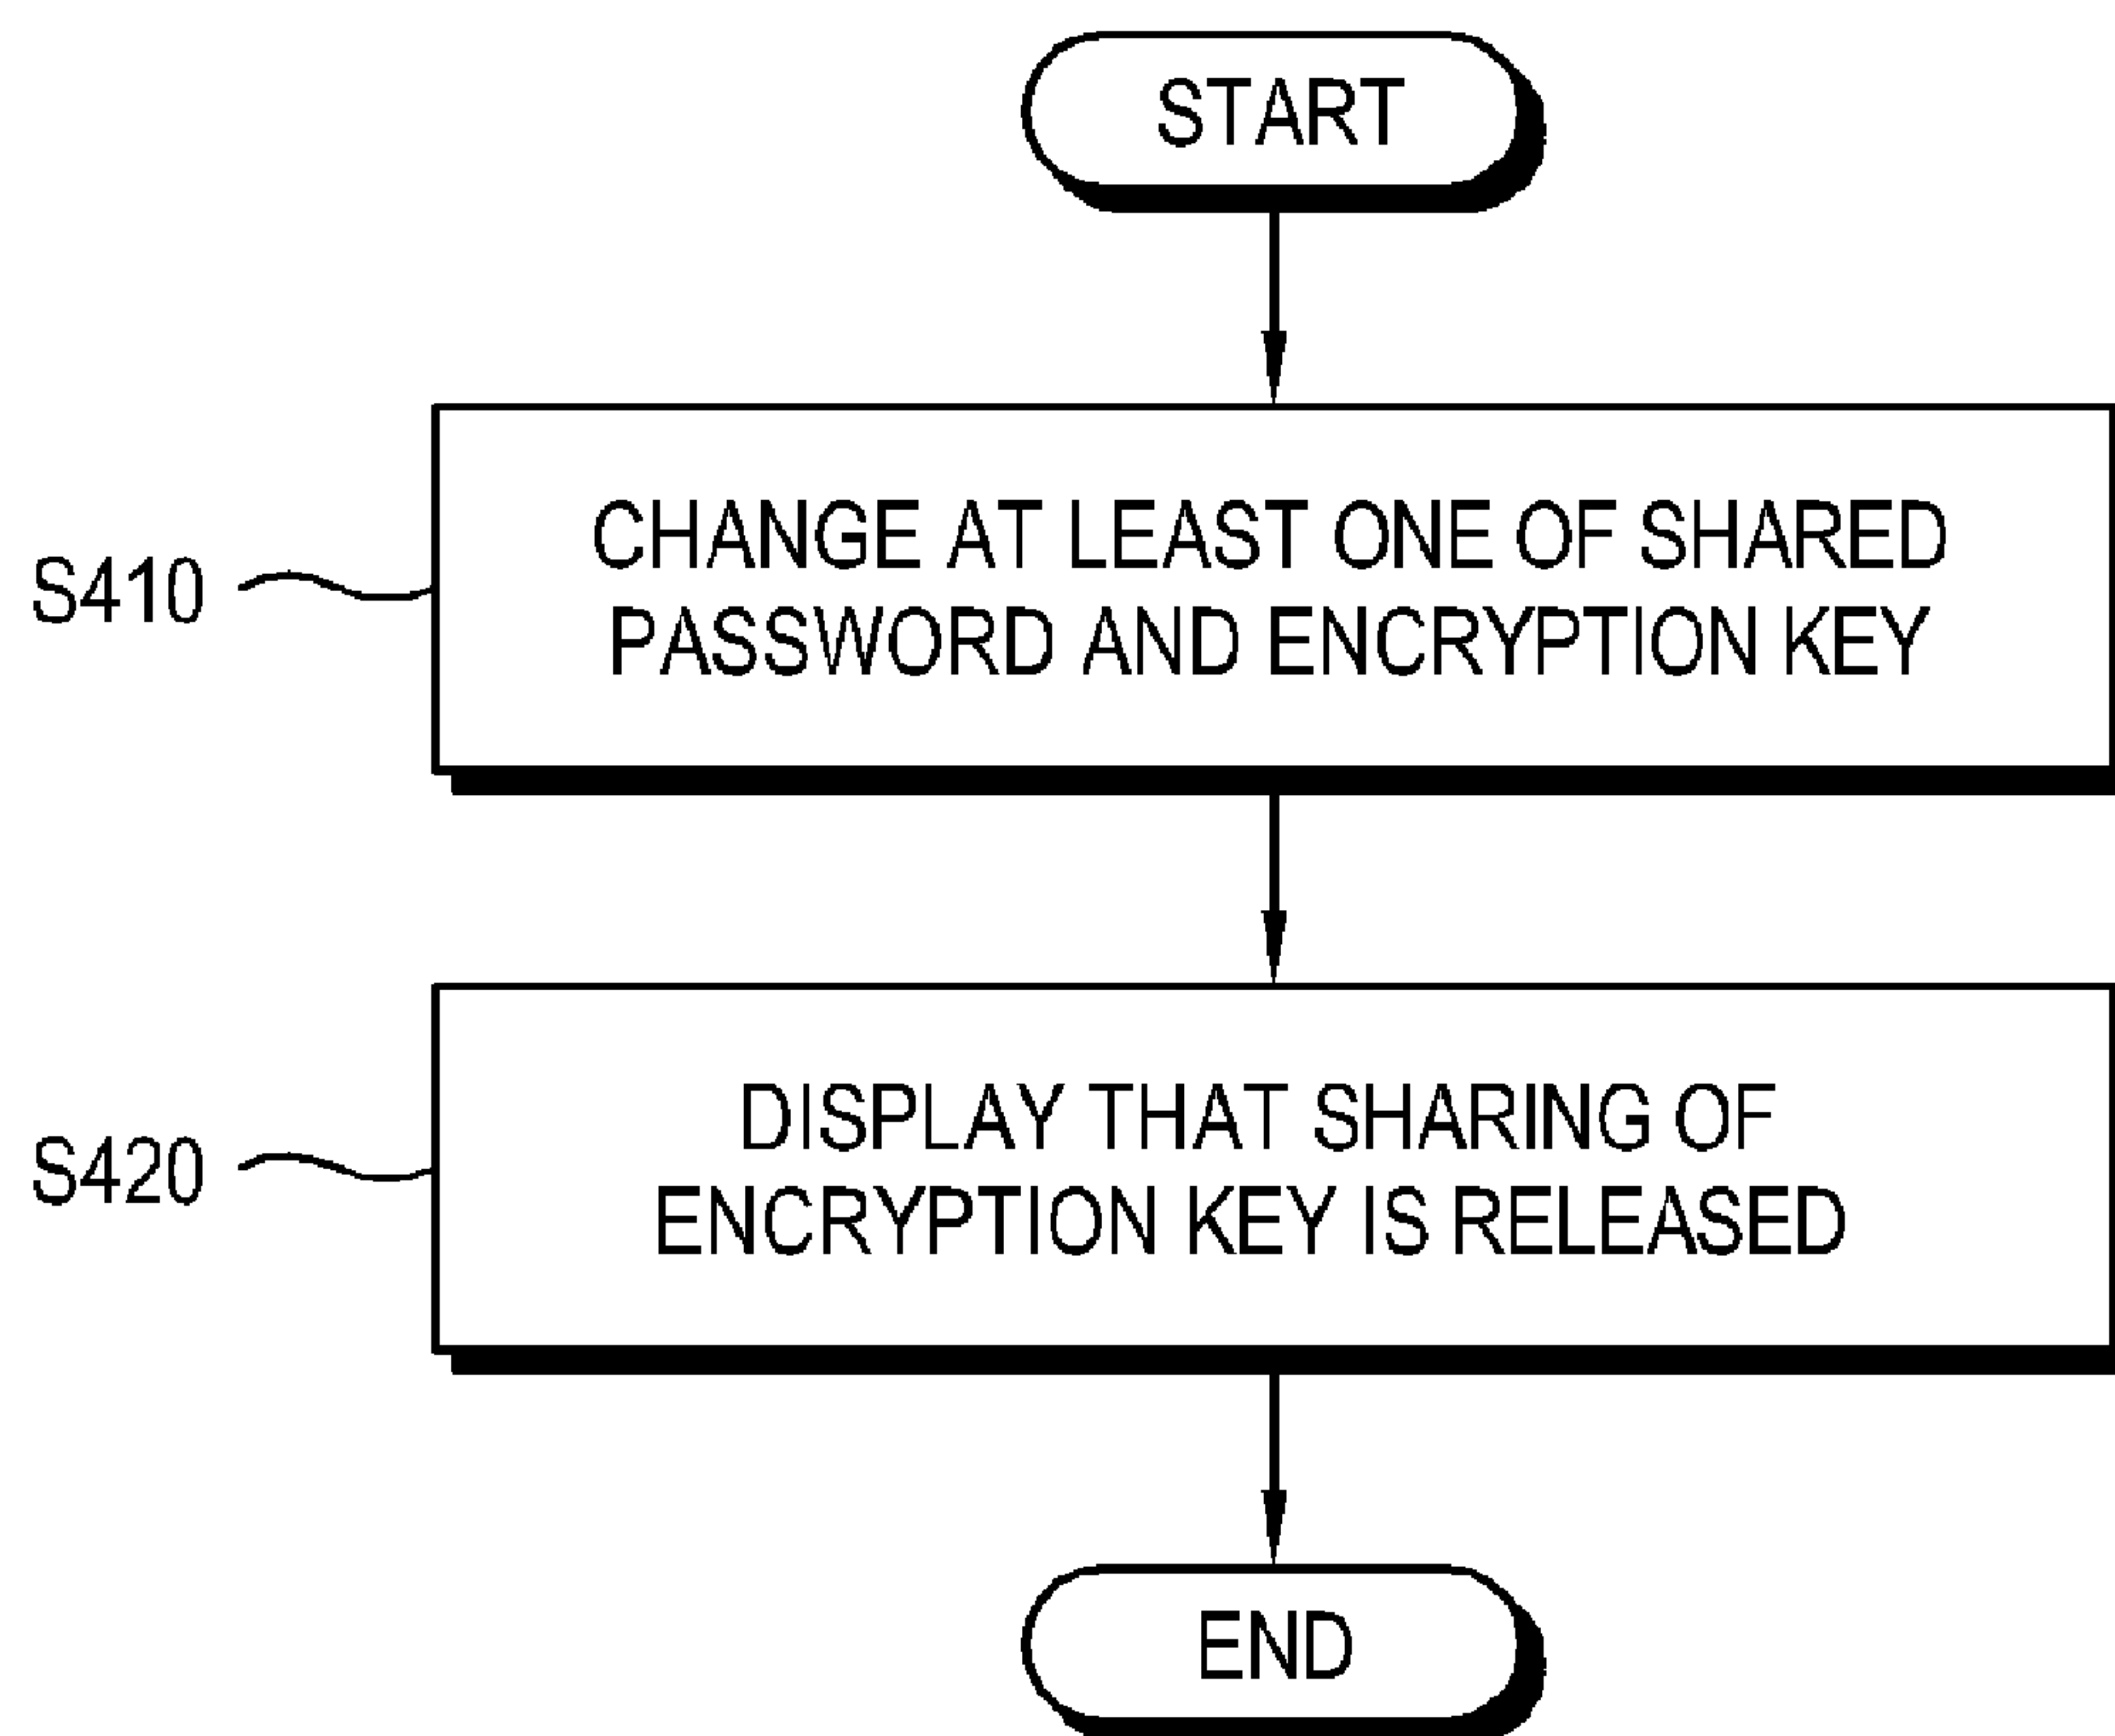 START
S410
CHANGE AT LEAST ONE OF SHARED
PASSWORD AND ENCRYPTION KEY
S420
DISPLAY THAT SHARING OF
ENCRYPTION KEY IS RELEASED
END